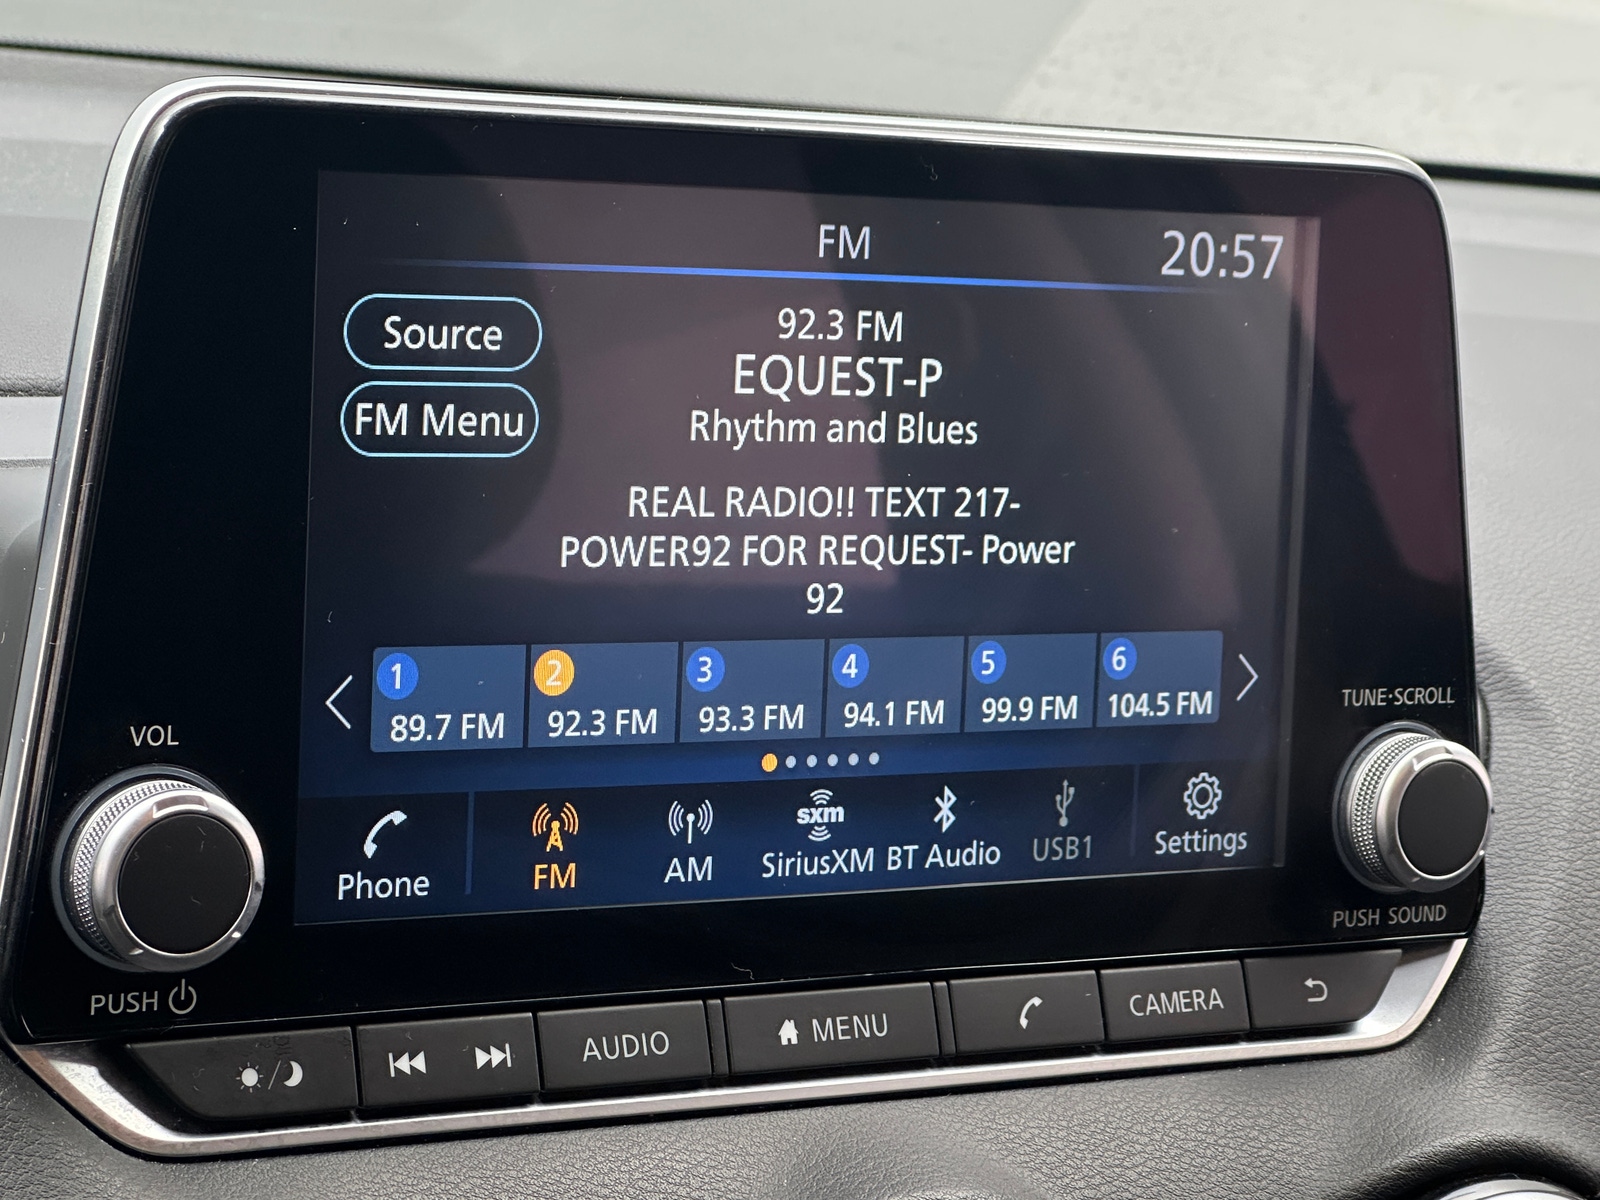 FM
20:57
Source
FM Menu
92.3 FM
EQUEST-P
Rhythm and Blues
REAL RADIO!! TEXT 217-
POWER92 FOR REQUEST- Power
92
1
89.7 FM
2
92.3 FM
3
93.3 FM
4
94.1 FM
5
99.9 FM
6
104.5 FM
Phone
FM
AM
sxm
SiriusXM
BT Audio
USB1
Settings
VOL
PUSH
TUNE·SCROLL
PUSH SOUND
AUDIO
MENU
CAMERA